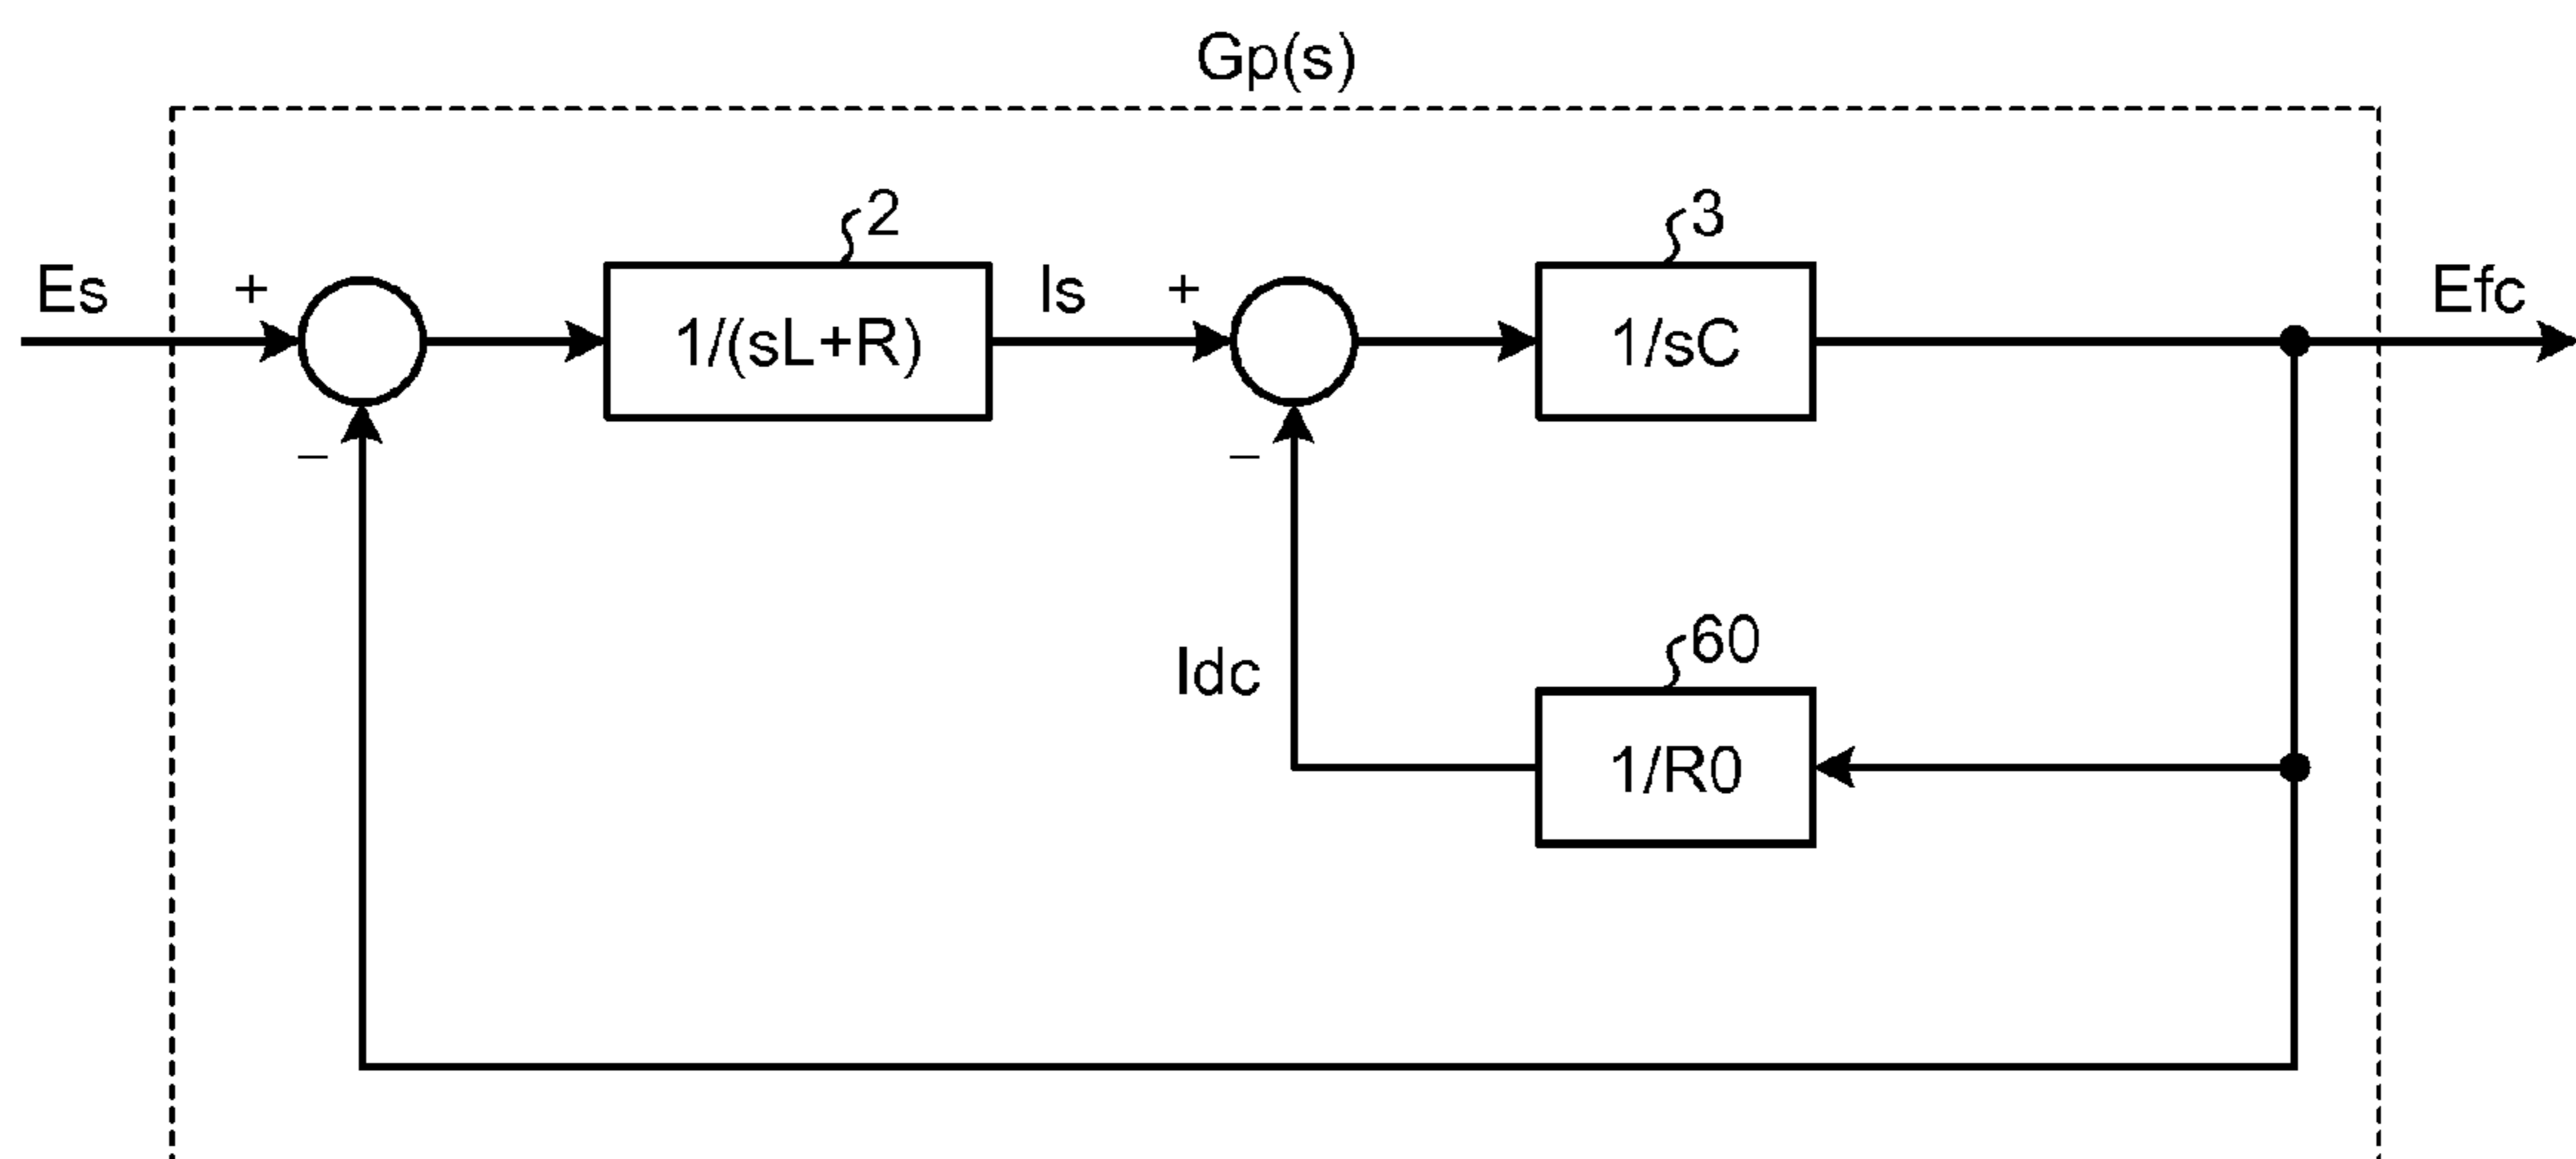 Gp(s)
2
3
Es
+
1/(sL+R)
Is
+
1/sC
Efc
−
−
60
Idc
1/R0